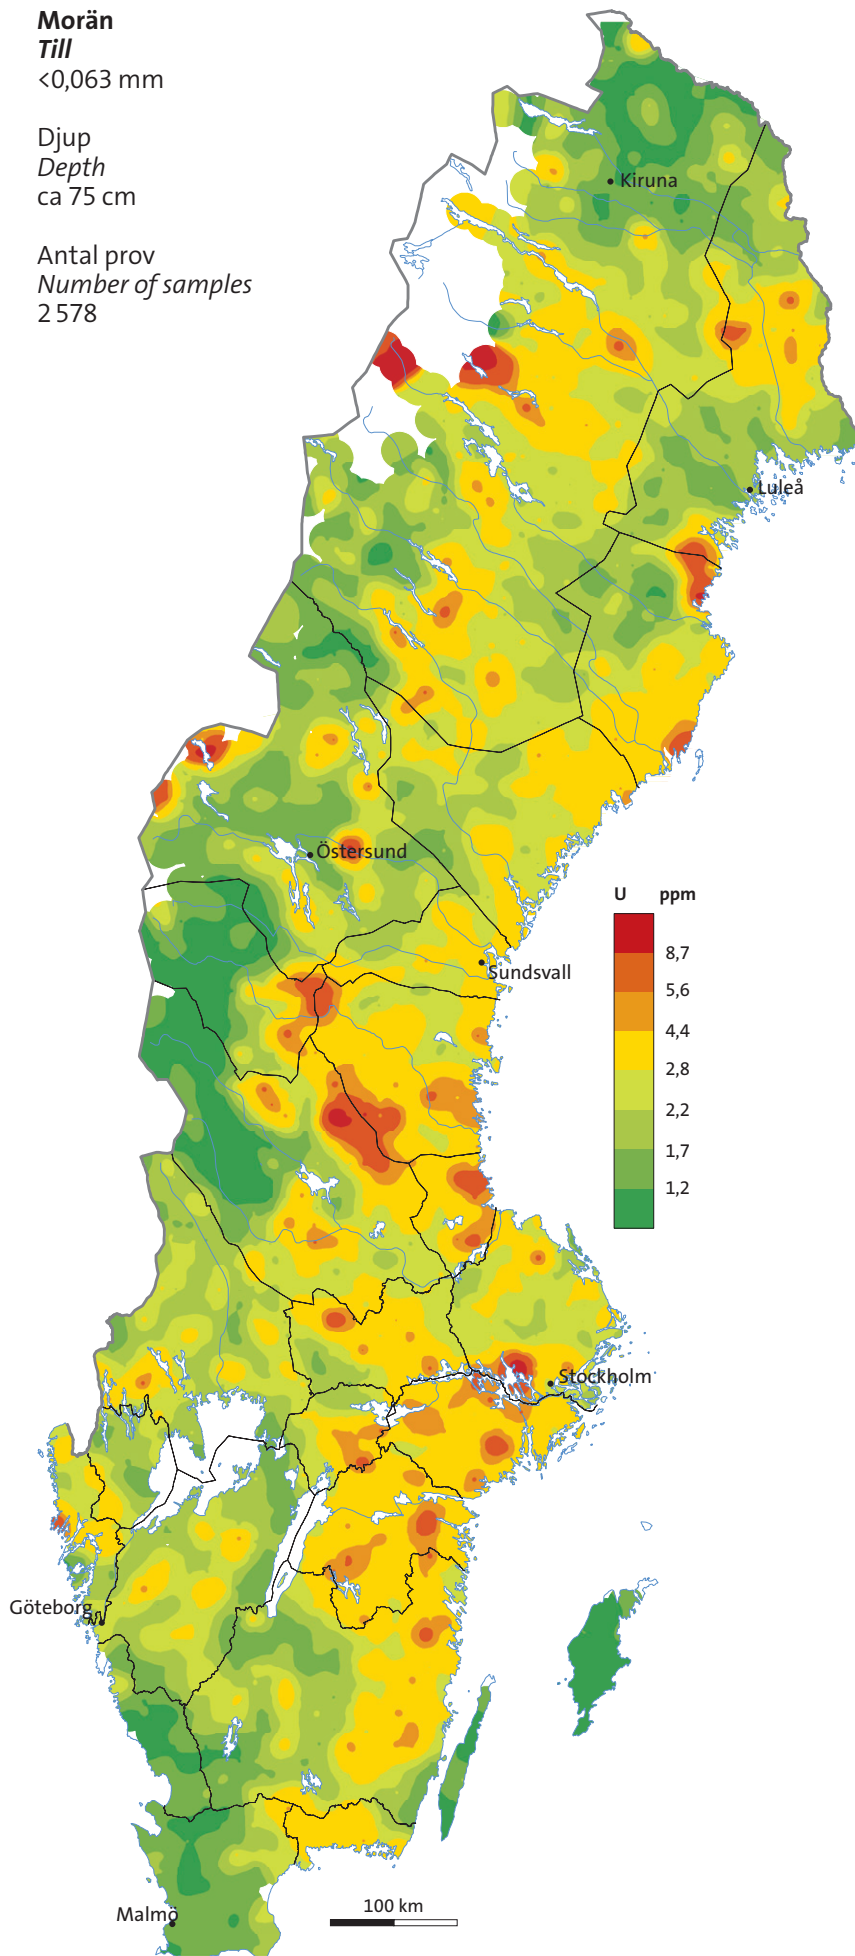 Morän
Till
<0,063 mm
Djup
Depth
ca 75 cm
Antal prov
Number of samples
2 578
Kiruna
Luleå
Östersund
Sundsvall
U ppm
8,7
5,6
4,4
2,8
2,2
1,7
1,2
Stockholm
Göteborg
Malmö
100 km